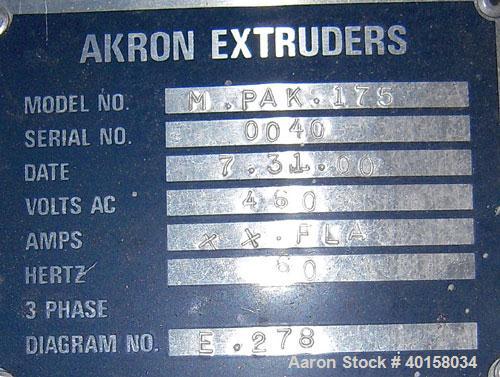 AKRON EXTRUDERS
MODEL NO. M.PAK.175
SERIAL NO. 0040
DATE 7.31.00
VOLTS AC 460
AMPS XX.FLA
HERTZ 60
3 PHASE
DIAGRAM NO. E.278
Aaron Stock # 40158034